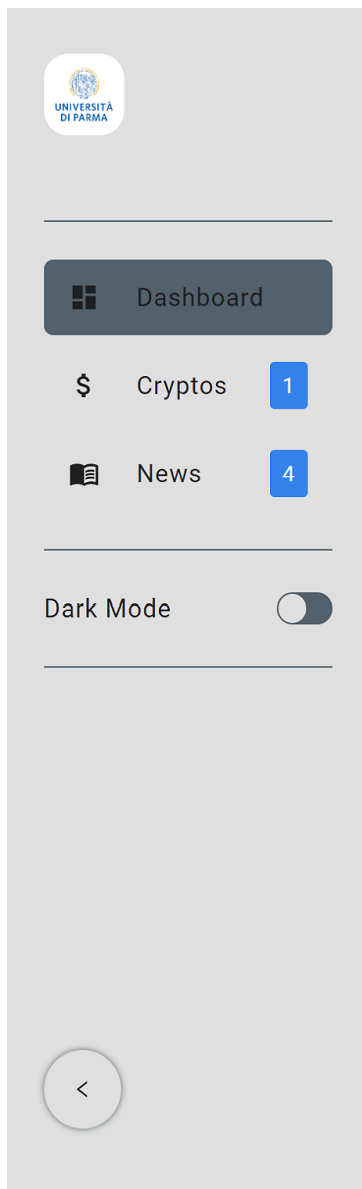 UNIVERSITÀ
DI PARMA
Dashboard
Cryptos 1
News 4
Dark Mode
<